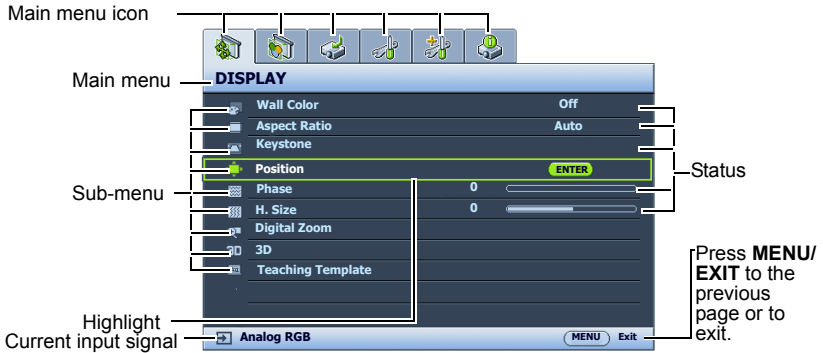 Main menu icon
Main menu
DISPLAY
Wall Color Off
Aspect Ratio Auto
Keystone
Position ENTER
Sub-menu
Phase 0
Status
H. Size 0
Digital Zoom
3D 3D
Teaching Template
Press MENU/
EXIT to the
previous
page or to
exit.
Highlight
Current input signal
Analog RGB
MENU Exit